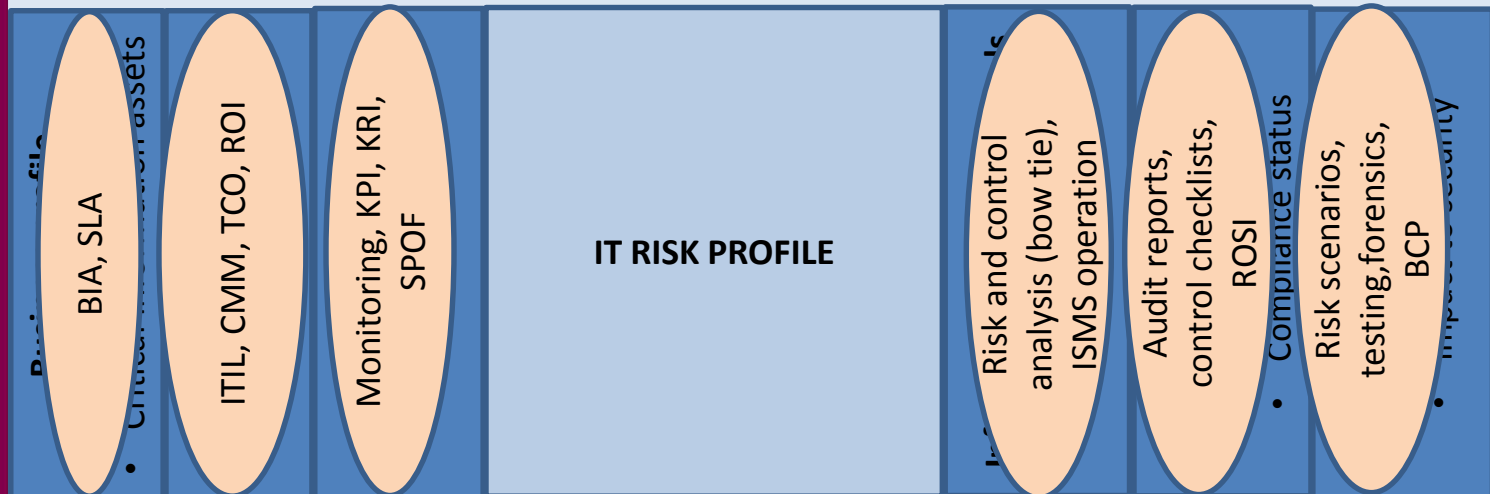 assets
BIA, SLA
ITIL, CMM, TCO, ROI
Monitoring, KPI, KRI,
SPOF
IT RISK PROFILE
Risk and control
analysis (bow tie),
ISMS operation
Audit reports,
control checklists,
ROSI
• Compliance status
Risk scenarios,
testing,forensics,
BCP